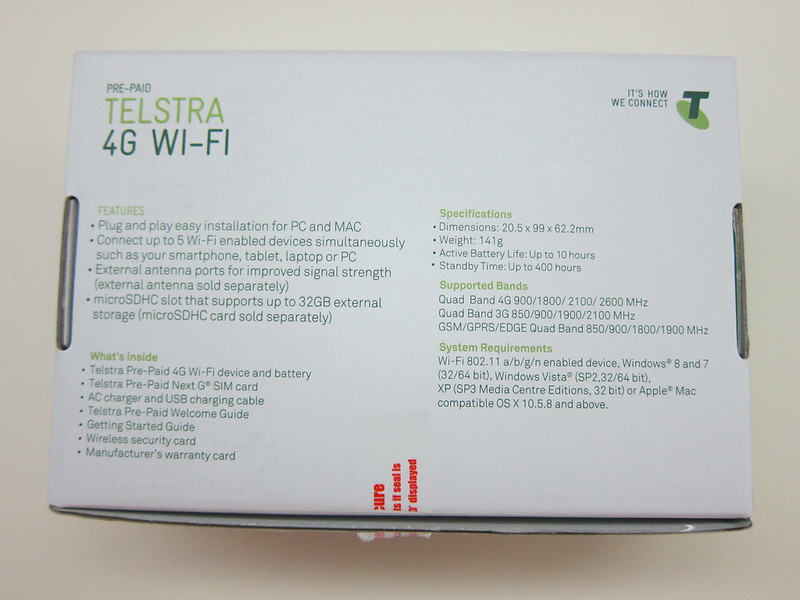 PRE-PAID
TELSTRA
4G WI-FI
IT'S HOW
WE CONNECT
T
FEATURES
• Plug and play easy installation for PC and MAC
• Connect up to 5 Wi-Fi enabled devices simultaneously
such as your smartphone, tablet, laptop or PC
• External antenna ports for improved signal strength
(external antenna sold separately)
• microSDHC slot that supports up to 32GB external
storage (microSDHC card sold separately)
What's inside
• Telstra Pre-Paid 4G Wi-Fi device and battery
• Telstra Pre-Paid Next G® SIM card
• AC charger and USB charging cable
• Telstra Pre-Paid Welcome Guide
• Getting Started Guide
• Wireless security card
• Manufacturer's warranty card
Specifications
• Dimensions: 20.5 x 99 x 62.2mm
• Weight: 141g
• Active Battery Life: Up to 10 hours
• Standby Time: Up to 400 hours
Supported Bands
Quad Band 4G 900/1800/ 2100/ 2600 MHz
Quad Band 3G 850/900/1900/2100 MHz
GSM/GPRS/EDGE Quad Band 850/900/1800/1900 MHz
System Requirements
Wi-Fi 802.11 a/b/g/n enabled device, Windows® 8 and 7
(32/64 bit), Windows Vista® (SP2,32/64 bit),
XP (SP3 Media Centre Editions, 32 bit) or Apple® Mac
compatible OS X 10.5.8 and above.
ts if seal is
displayed